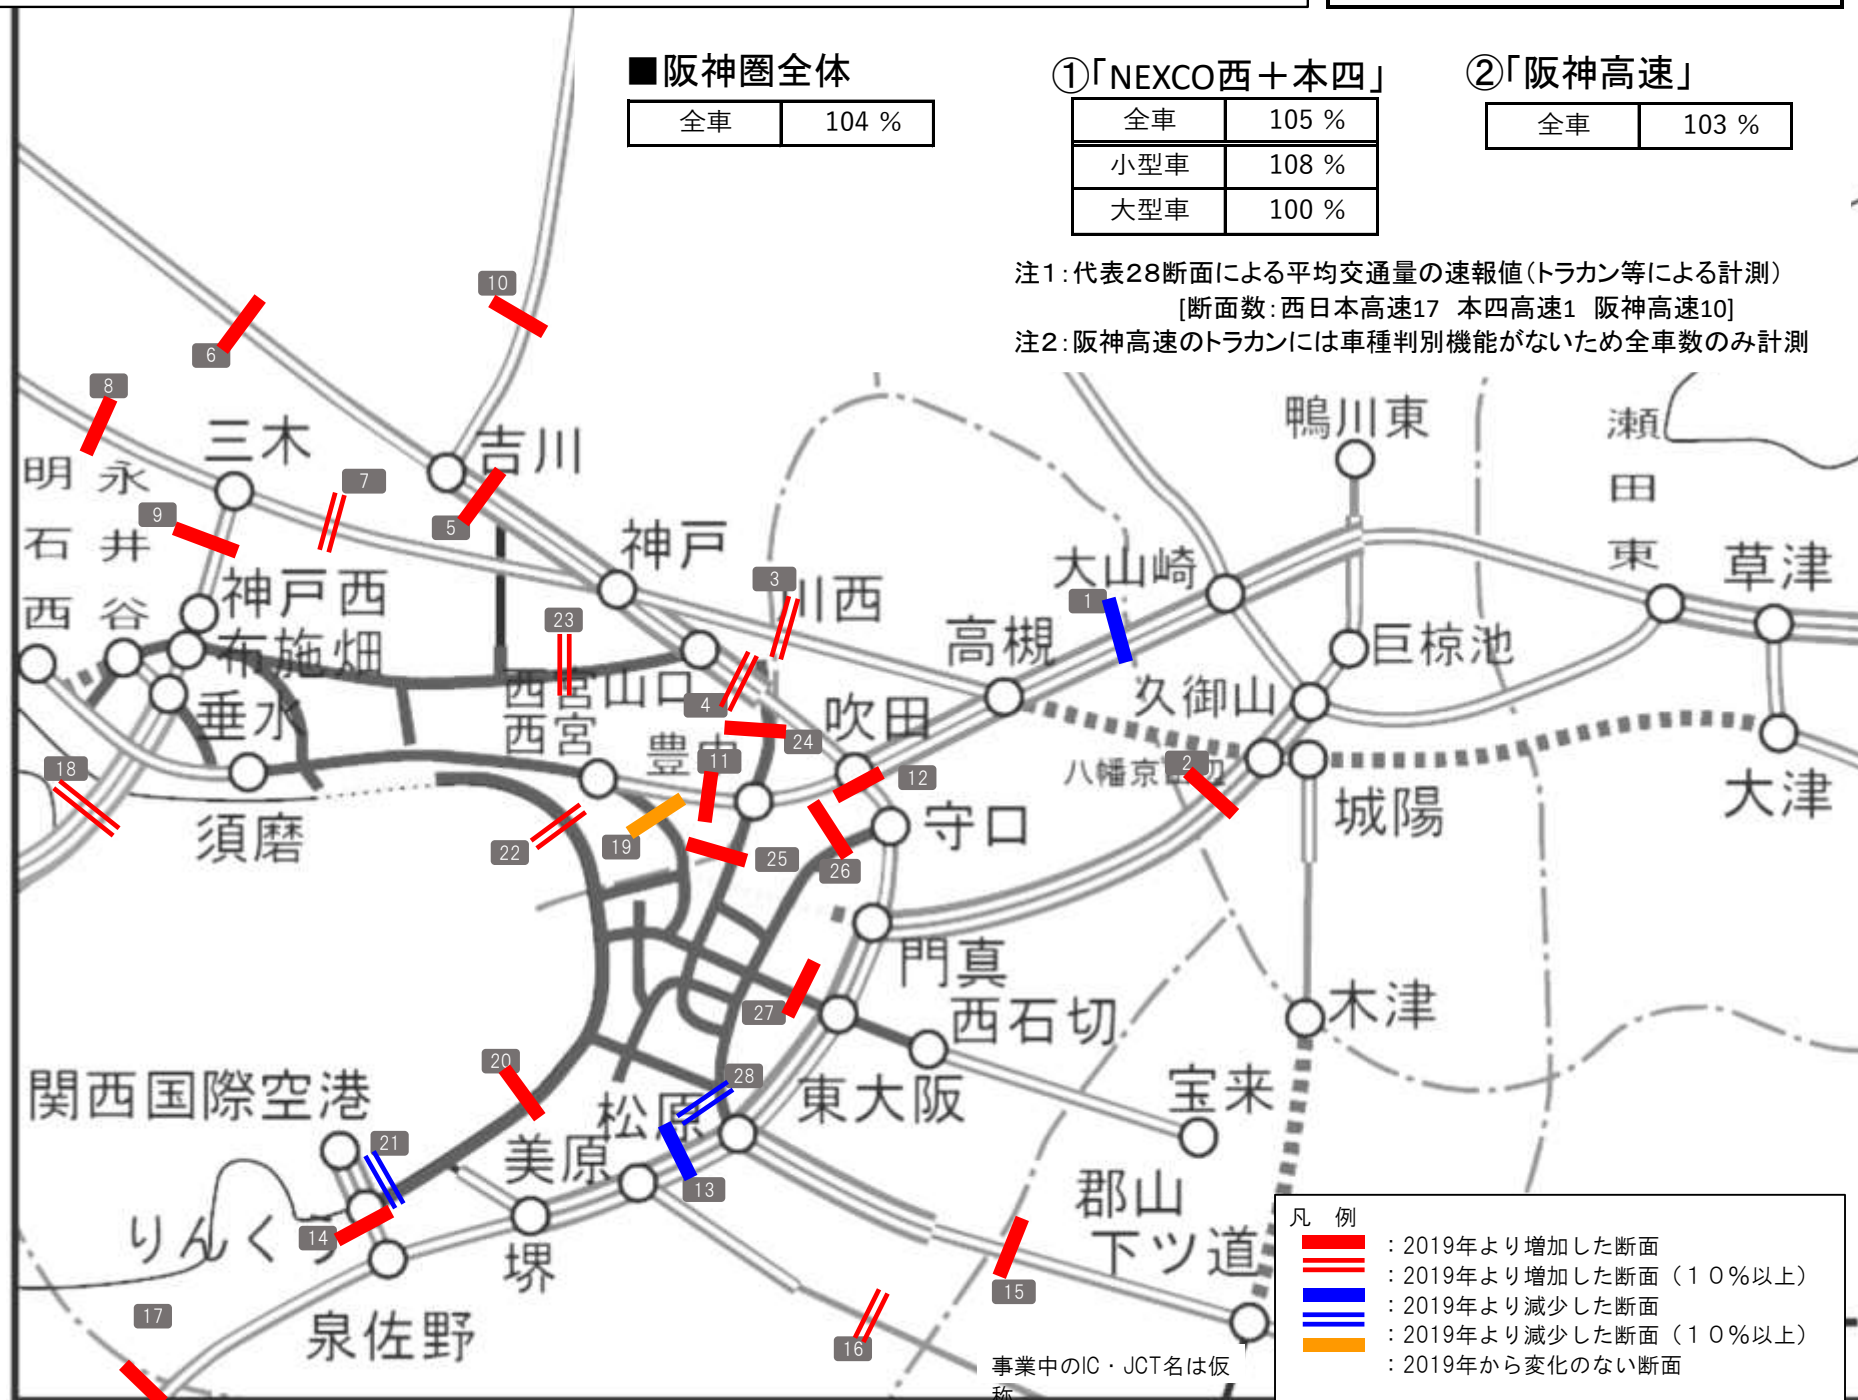 ■阪神圏全体
全車 104 %
①「NEXCO西＋本四」
全車 105 %
小型車 108 %
大型車 100 %
②「阪神高速」
全車 103 %
注1：代表28断面による平均交通量の速報値（トラカン等による計測）
[断面数：西日本高速17 本四高速1 阪神高速10]
注2：阪神高速のトラカンには車種判別機能がないため全車数のみ計測
10
6
8
三木
吉川
7
9
5
明石西
永井谷
神戸西
布施畑
垂水
18
須磨
神戸
3
川西
23
西宮山口
西宮
4
24
豊中
11
吹田
12
22
19
25
26
守口
高槻
大山崎
1
鴨川東
瀬田東
草津
巨椋池
久御山
八幡京田辺
2
城陽
大津
門真
27
西石切
木津
東大阪
宝来
20
28
松原
関西国際空港
21
美原
13
14
りんくう
堺
泉佐野
17
郡山
下ツ道
15
16
事業中のIC・JCT名は仮
称
凡 例
：2019年より増加した断面
：2019年より増加した断面（１０％以上）
：2019年より減少した断面
：2019年より減少した断面（１０％以上）
：2019年から変化のない断面